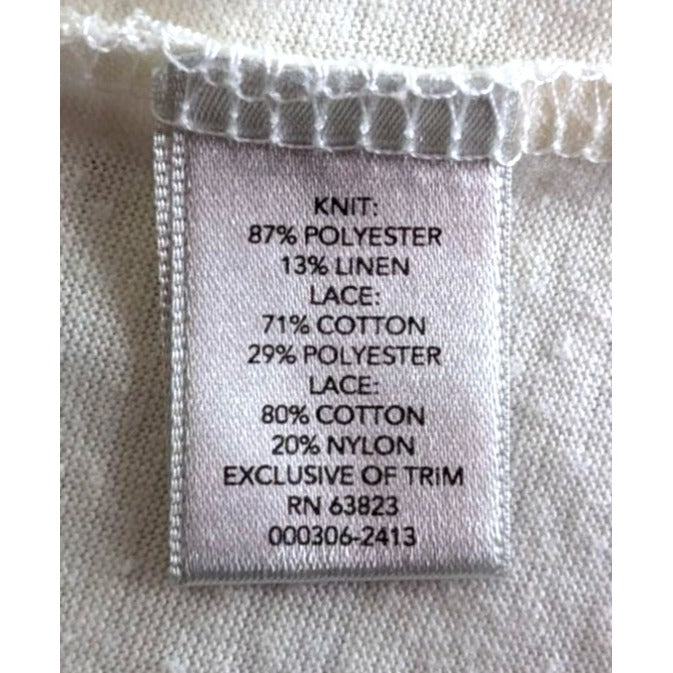 KNIT:
87% POLYESTER
13% LINEN
LACE:
71% COTTON
29% POLYESTER
LACE:
80% COTTON
20% NYLON
EXCLUSIVE OF TRIM
RN 63823
000306-2413